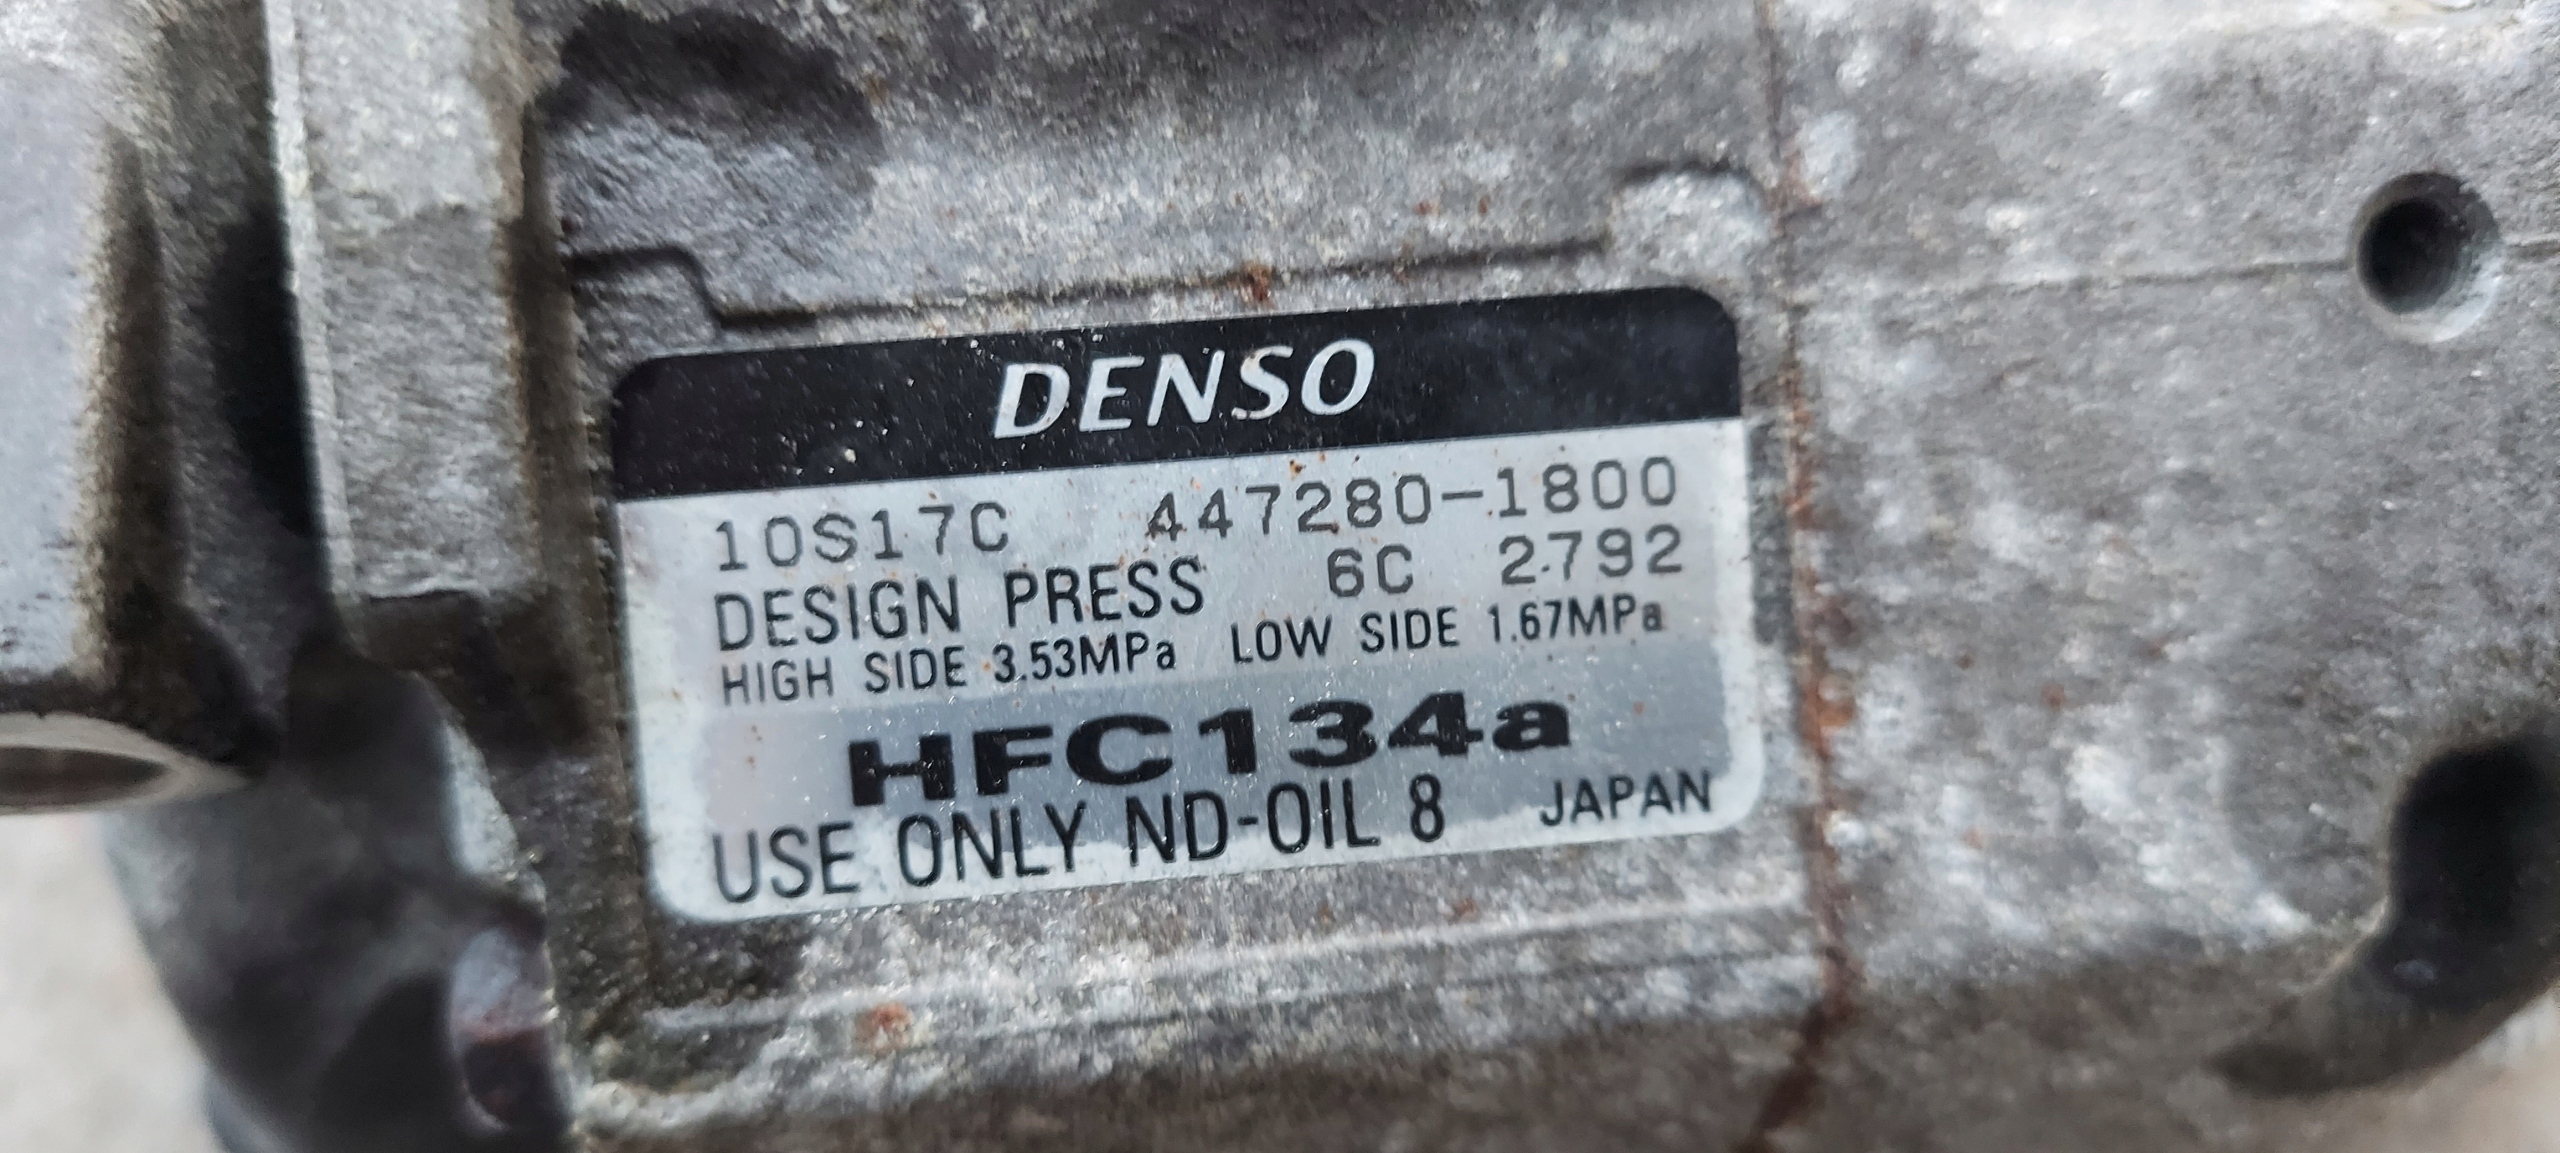 DENSO
10S17C 447280-1800
DESIGN PRESS 6C 2792
HIGH SIDE 3.53MPa LOW SIDE 1.67MPa
HFC134a
USE ONLY ND-OIL 8 JAPAN